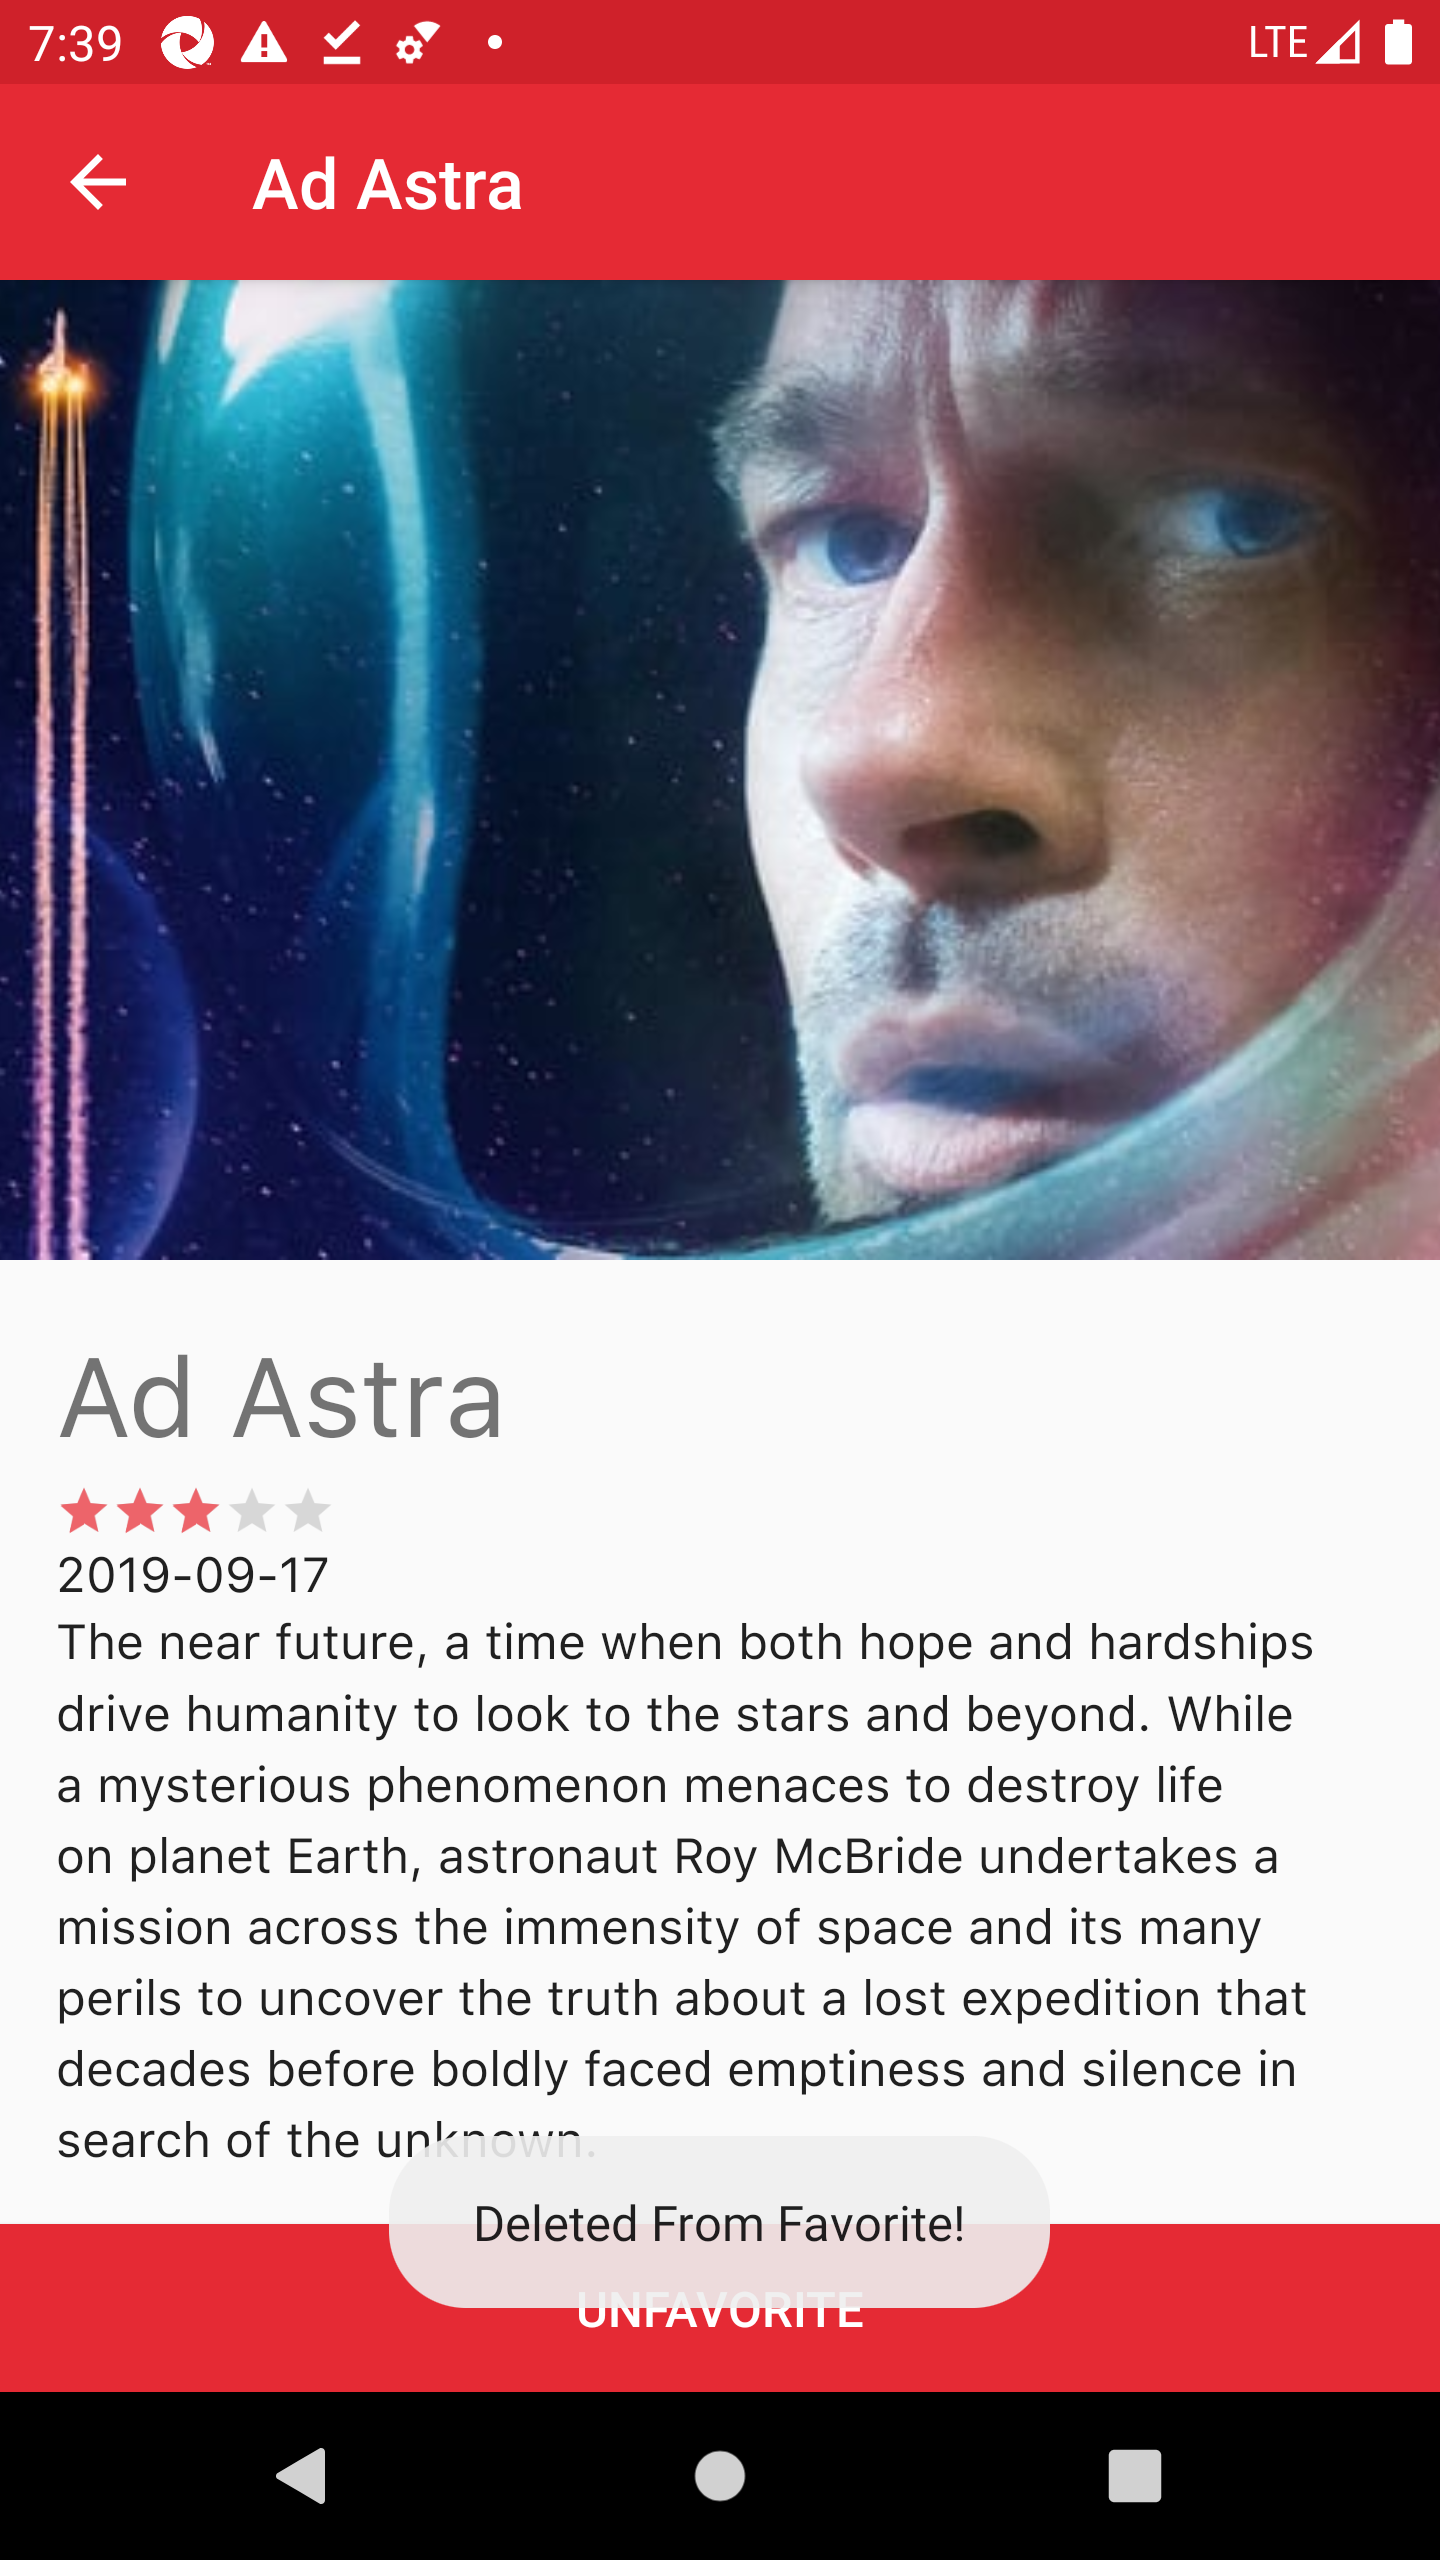 7:39
LTE
Ad Astra
Ad Astra
2019-09-17
The near future, a time when both hope and hardships
drive humanity to look to the stars and beyond. While
a mysterious phenomenon menaces to destroy life
on planet Earth, astronaut Roy McBride undertakes a
mission across the immensity of space and its many
perils to uncover the truth about a lost expedition that
decades before boldly faced emptiness and silence in
search of the unknown.
Deleted From Favorite!
UNFAVORITE